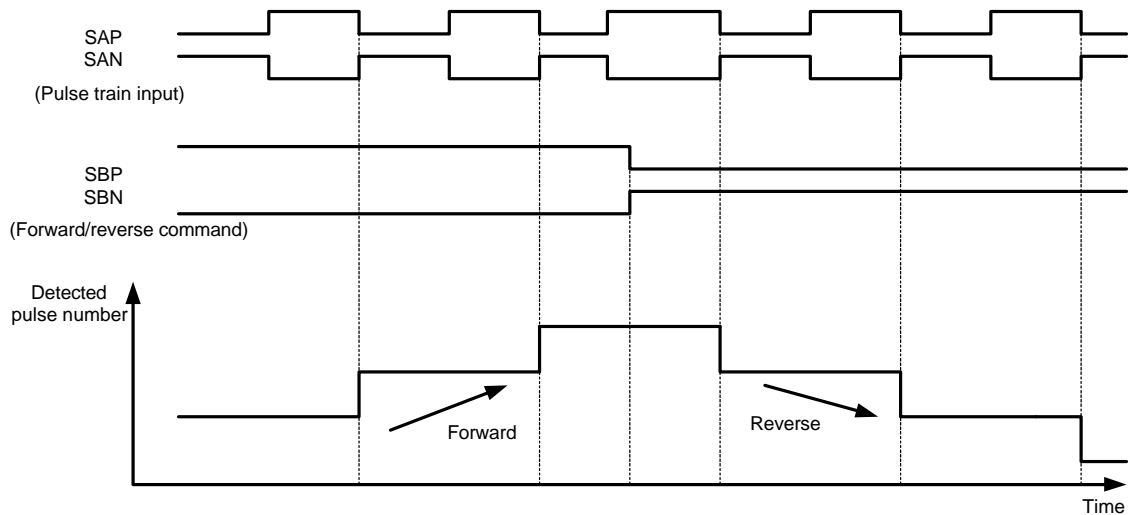 SAP
SAN
(Pulse train input)
SBP
SBN
(Forward/reverse command)
Detected
pulse number
Forward
Reverse
Time